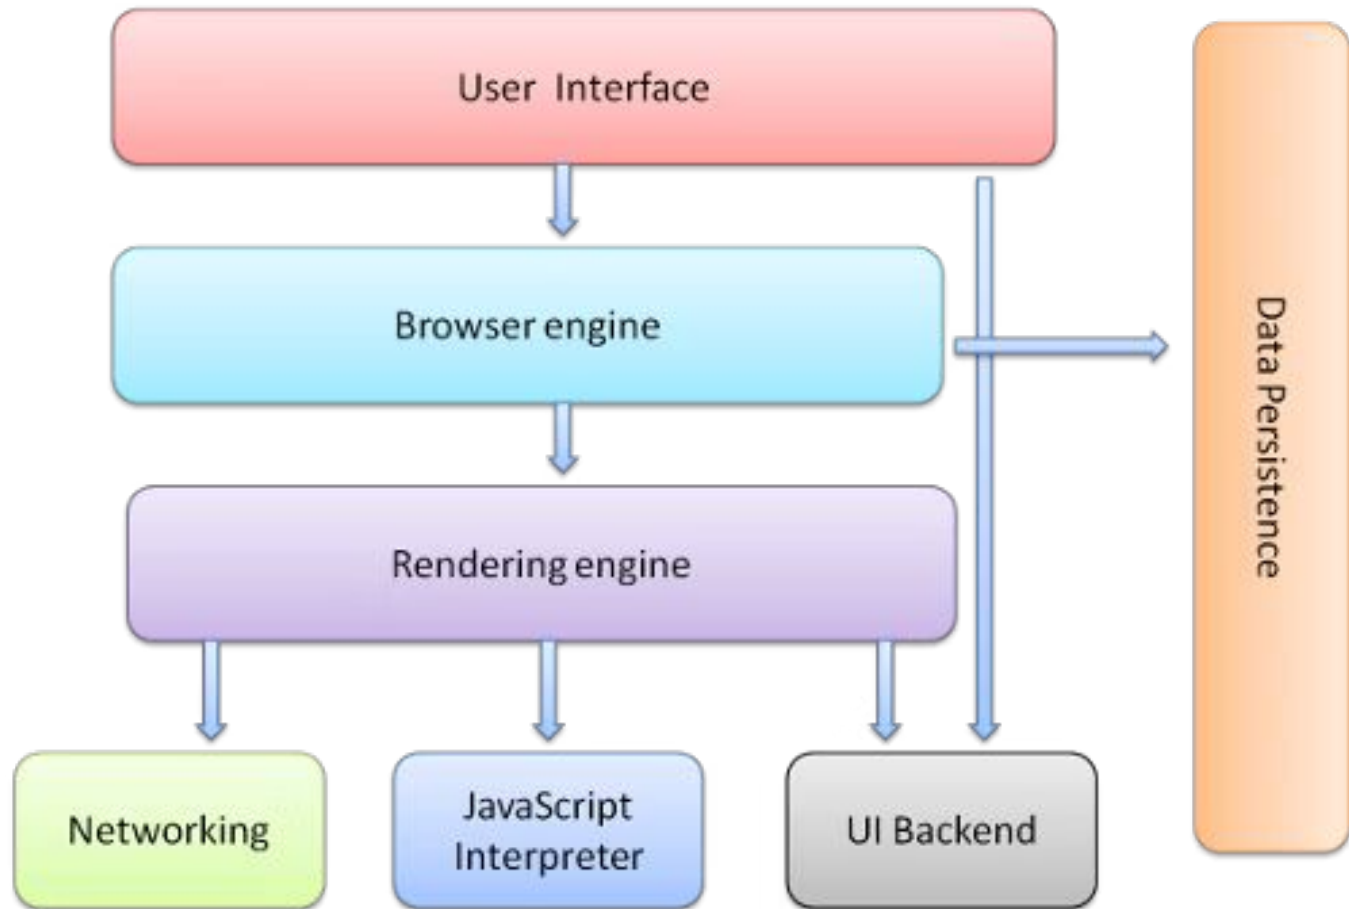 User Interface
Browser engine
Data Persistence
Rendering engine
Networking
JavaScript
Interpreter
UI Backend